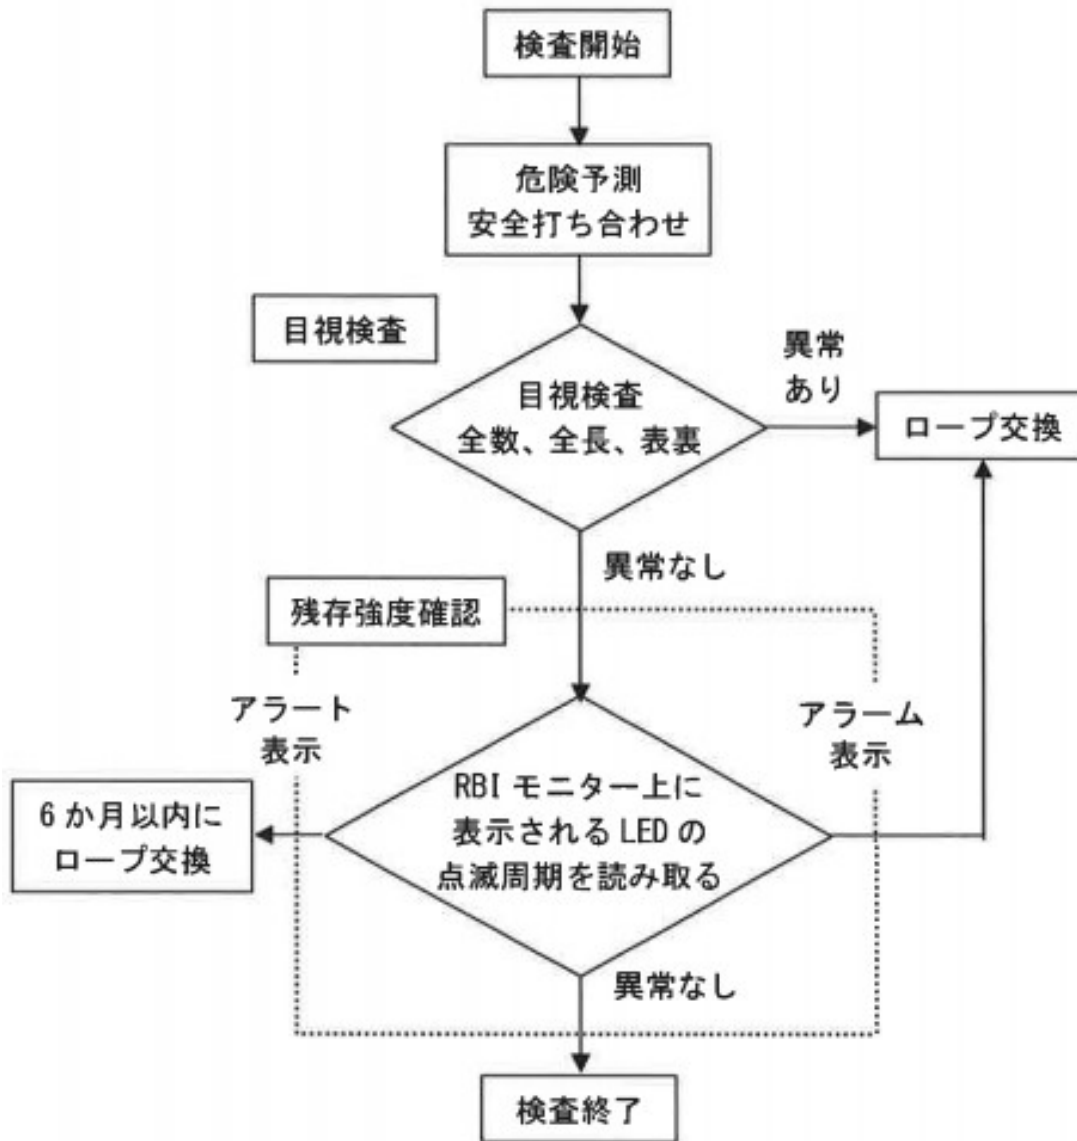 検査開始
危険予測
安全打ち合わせ
目視検査
異常
あり
目視検査
全数、全長、表裏
ロープ交換
異常なし
残存強度確認
アラート
表示
アラーム
表示
RBI モニター上に
表示される LED の
点滅周期を読み取る
6 か月以内に
ロープ交換
異常なし
検査終了